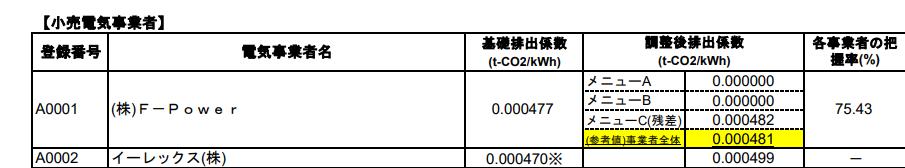 【小売電気事業者】
登録番号 電気事業者名 基礎排出係数 (t-CO2/kWh) 調整後排出係数 (t-CO2/kWh) 各事業者の把握率(%)
A0001 (株)Ｆ－Ｐｏｗｅｒ 0.000477 メニューA 0.000000 75.43
メニューB 0.000000
メニューC(残差) 0.000482
(参考値)事業者全体 0.000481
A0002 イーレックス(株) 0.000470※ 0.000499 －